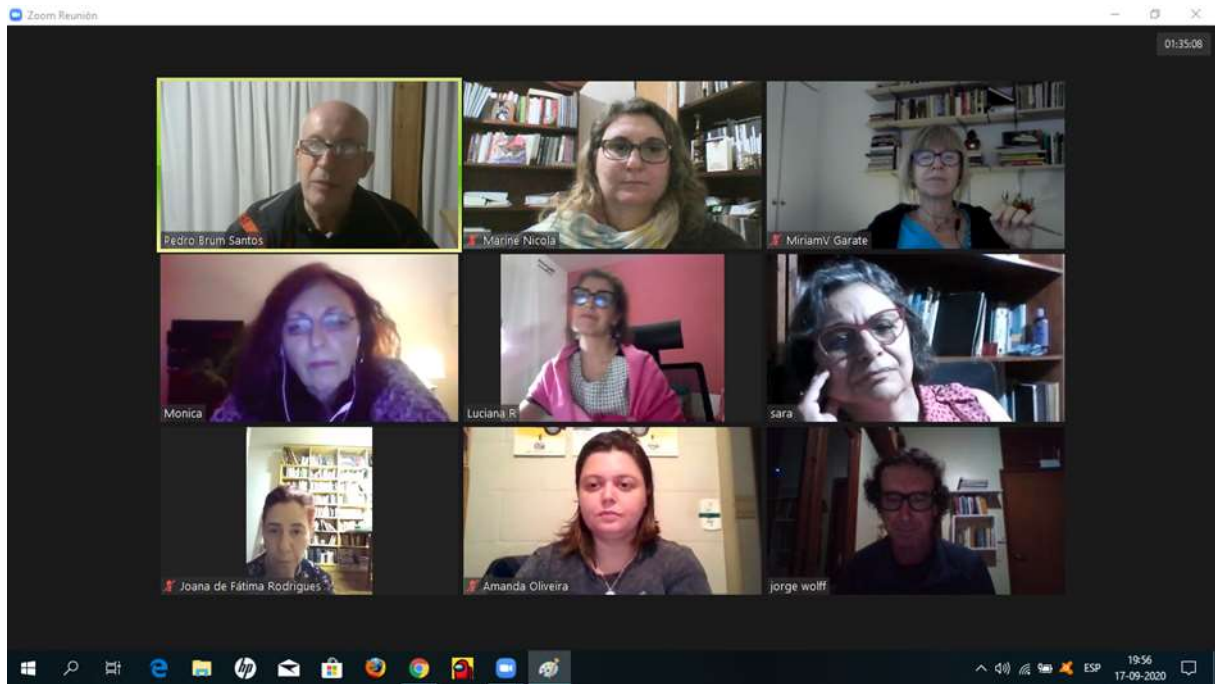 Zoom Reunión
01:35:08
Pedro Brum Santos
Marine Nicola
MiriamV Garate
Monica
Luciana R
sara
Joana de Fátima Rodrigues
Amanda Oliveira
jorge wolff
hp
ESP
19:56
17-09-2020